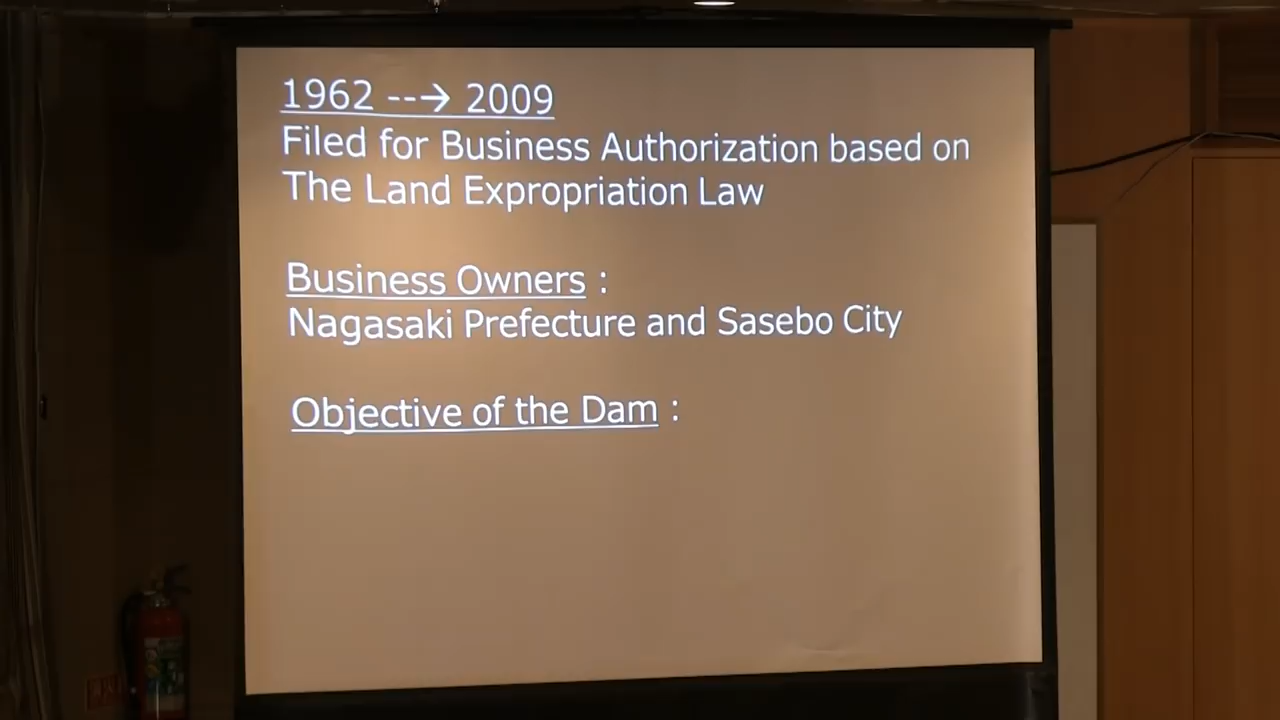 1962 --→ 2009
Filed for Business Authorization based on
The Land Expropriation Law
Business Owners :
Nagasaki Prefecture and Sasebo City
Objective of the Dam :